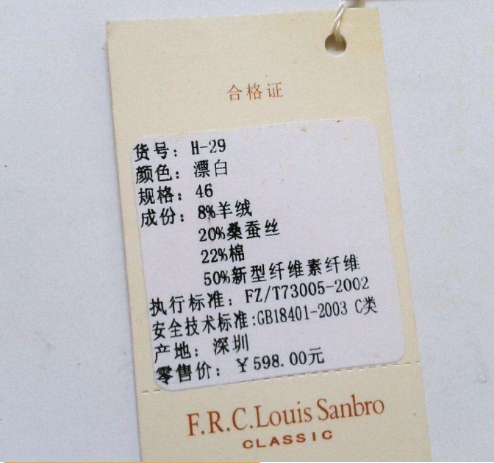 合格证
货号: H-29
颜色: 漂白
规格: 46
成份: 8%羊绒
20%桑蚕丝
22%棉
50%新型纤维素纤维
执行标准: FZ/T73005-2002
安全技术标准:GB18401-2003 C类
产地: 深圳
零售价: ￥598.00元
F.R.C.Louis Sanbro
CLASSIC